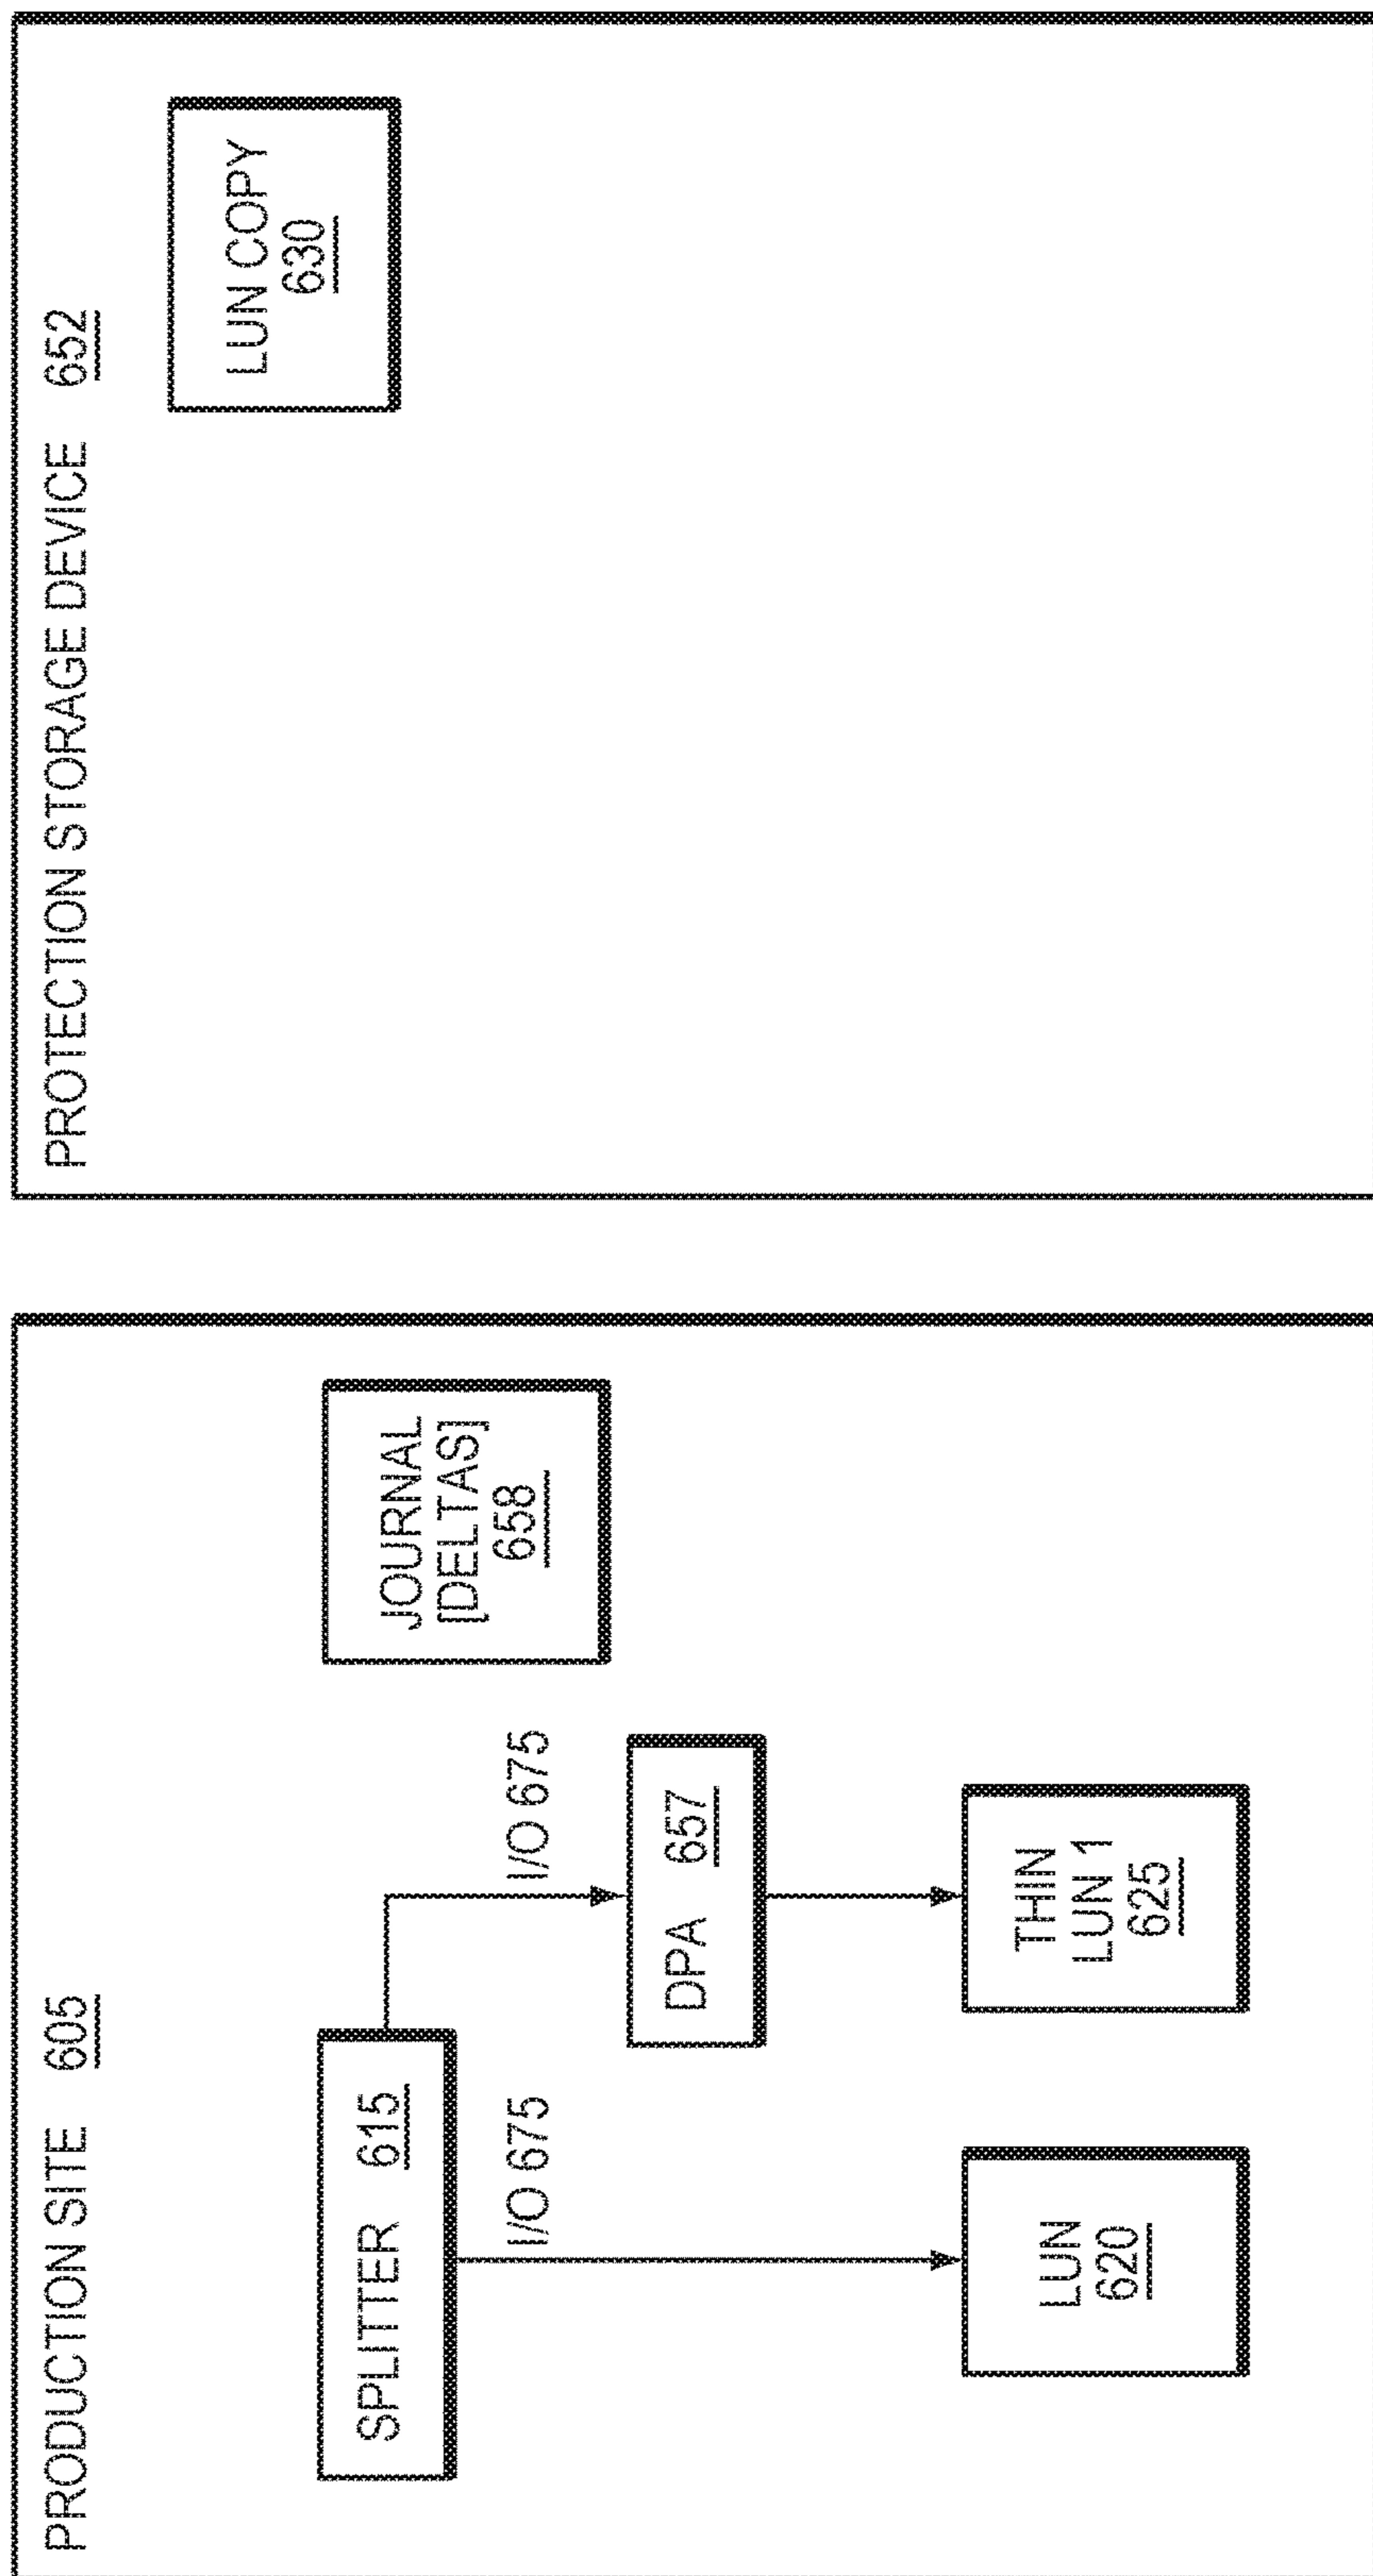 PRODUCTION SITE 605
SPLITTER 615
I/O 675
I/O 675
JOURNAL
[DELTAS]
658
DPA 657
LUN
620
THIN
LUN 1
625
PROTECTION STORAGE DEVICE 652
LUN COPY
630